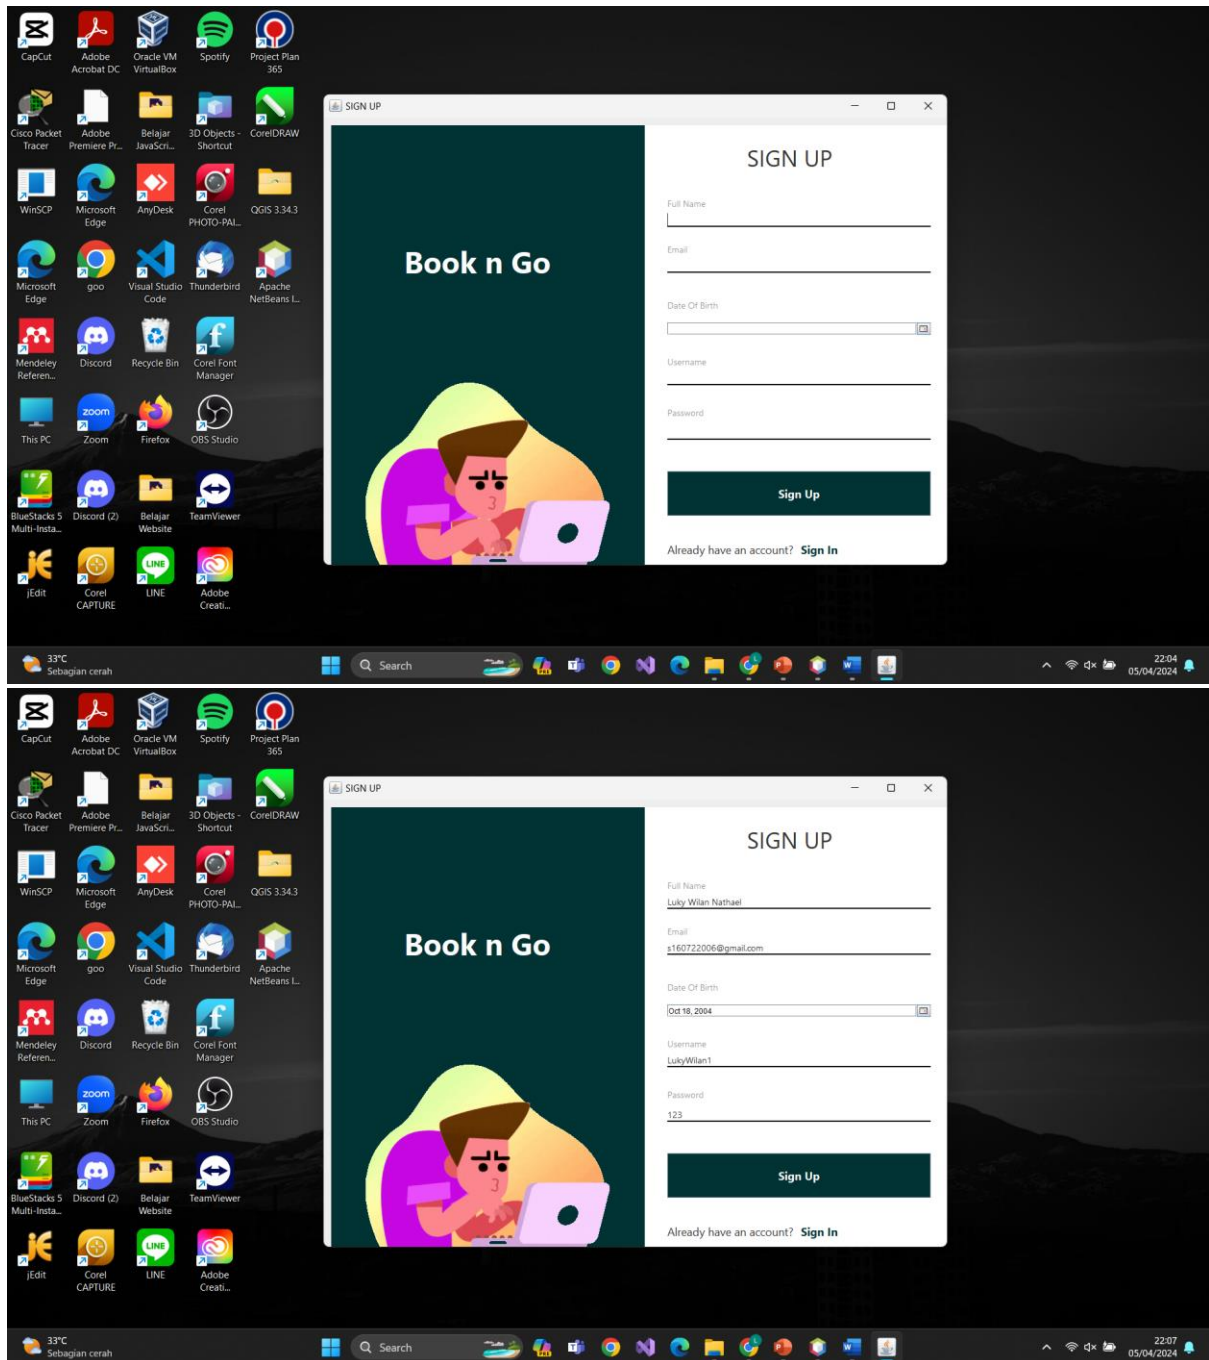 CapCut
Adobe
Acrobat DC
Oracle VM
VirtualBox
Spotify
Project Plan
365
Cisco Packet
Tracer
Adobe
Premiere Pr...
Belajar
JavaScri...
3D Objects -
Shortcut
CorelDRAW
WinSCP
Microsoft
Edge
AnyDesk
Corel
PHOTO-PAI...
QGIS 3.34.3
Microsoft
Edge
goo
Visual Studio
Code
Thunderbird
Apache
NetBeans I...
Mendeley
Referen...
Discord
Recycle Bin
Corel Font
Manager
This PC
zoom
Zoom
Firefox
OBS Studio
BlueStacks 5
Multi-Insta...
Discord (2)
Belajar
Website
TeamViewer
jEdit
Corel
CAPTURE
LINE
LINE
Adobe
Creati...
SIGN UP
Book n Go
SIGN UP
Full Name
Email
Date Of Birth
Username
Password
Sign Up
Already have an account? Sign In
33°C
Sebagian cerah
Search
22:04
05/04/2024
CapCut
Adobe
Acrobat DC
Oracle VM
VirtualBox
Spotify
Project Plan
365
Cisco Packet
Tracer
Adobe
Premiere Pr...
Belajar
JavaScri...
3D Objects -
Shortcut
CorelDRAW
WinSCP
Microsoft
Edge
AnyDesk
Corel
PHOTO-PAI...
QGIS 3.34.3
Microsoft
Edge
goo
Visual Studio
Code
Thunderbird
Apache
NetBeans I...
Mendeley
Referen...
Discord
Recycle Bin
Corel Font
Manager
This PC
zoom
Zoom
Firefox
OBS Studio
BlueStacks 5
Multi-Insta...
Discord (2)
Belajar
Website
TeamViewer
jEdit
Corel
CAPTURE
LINE
LINE
Adobe
Creati...
SIGN UP
Book n Go
SIGN UP
Full Name
Luky Wilan Nathael
Email
s160722006@gmail.com
Date Of Birth
Oct 18, 2004
Username
LukyWilan1
Password
123
Sign Up
Already have an account? Sign In
33°C
Sebagian cerah
Search
22:07
05/04/2024